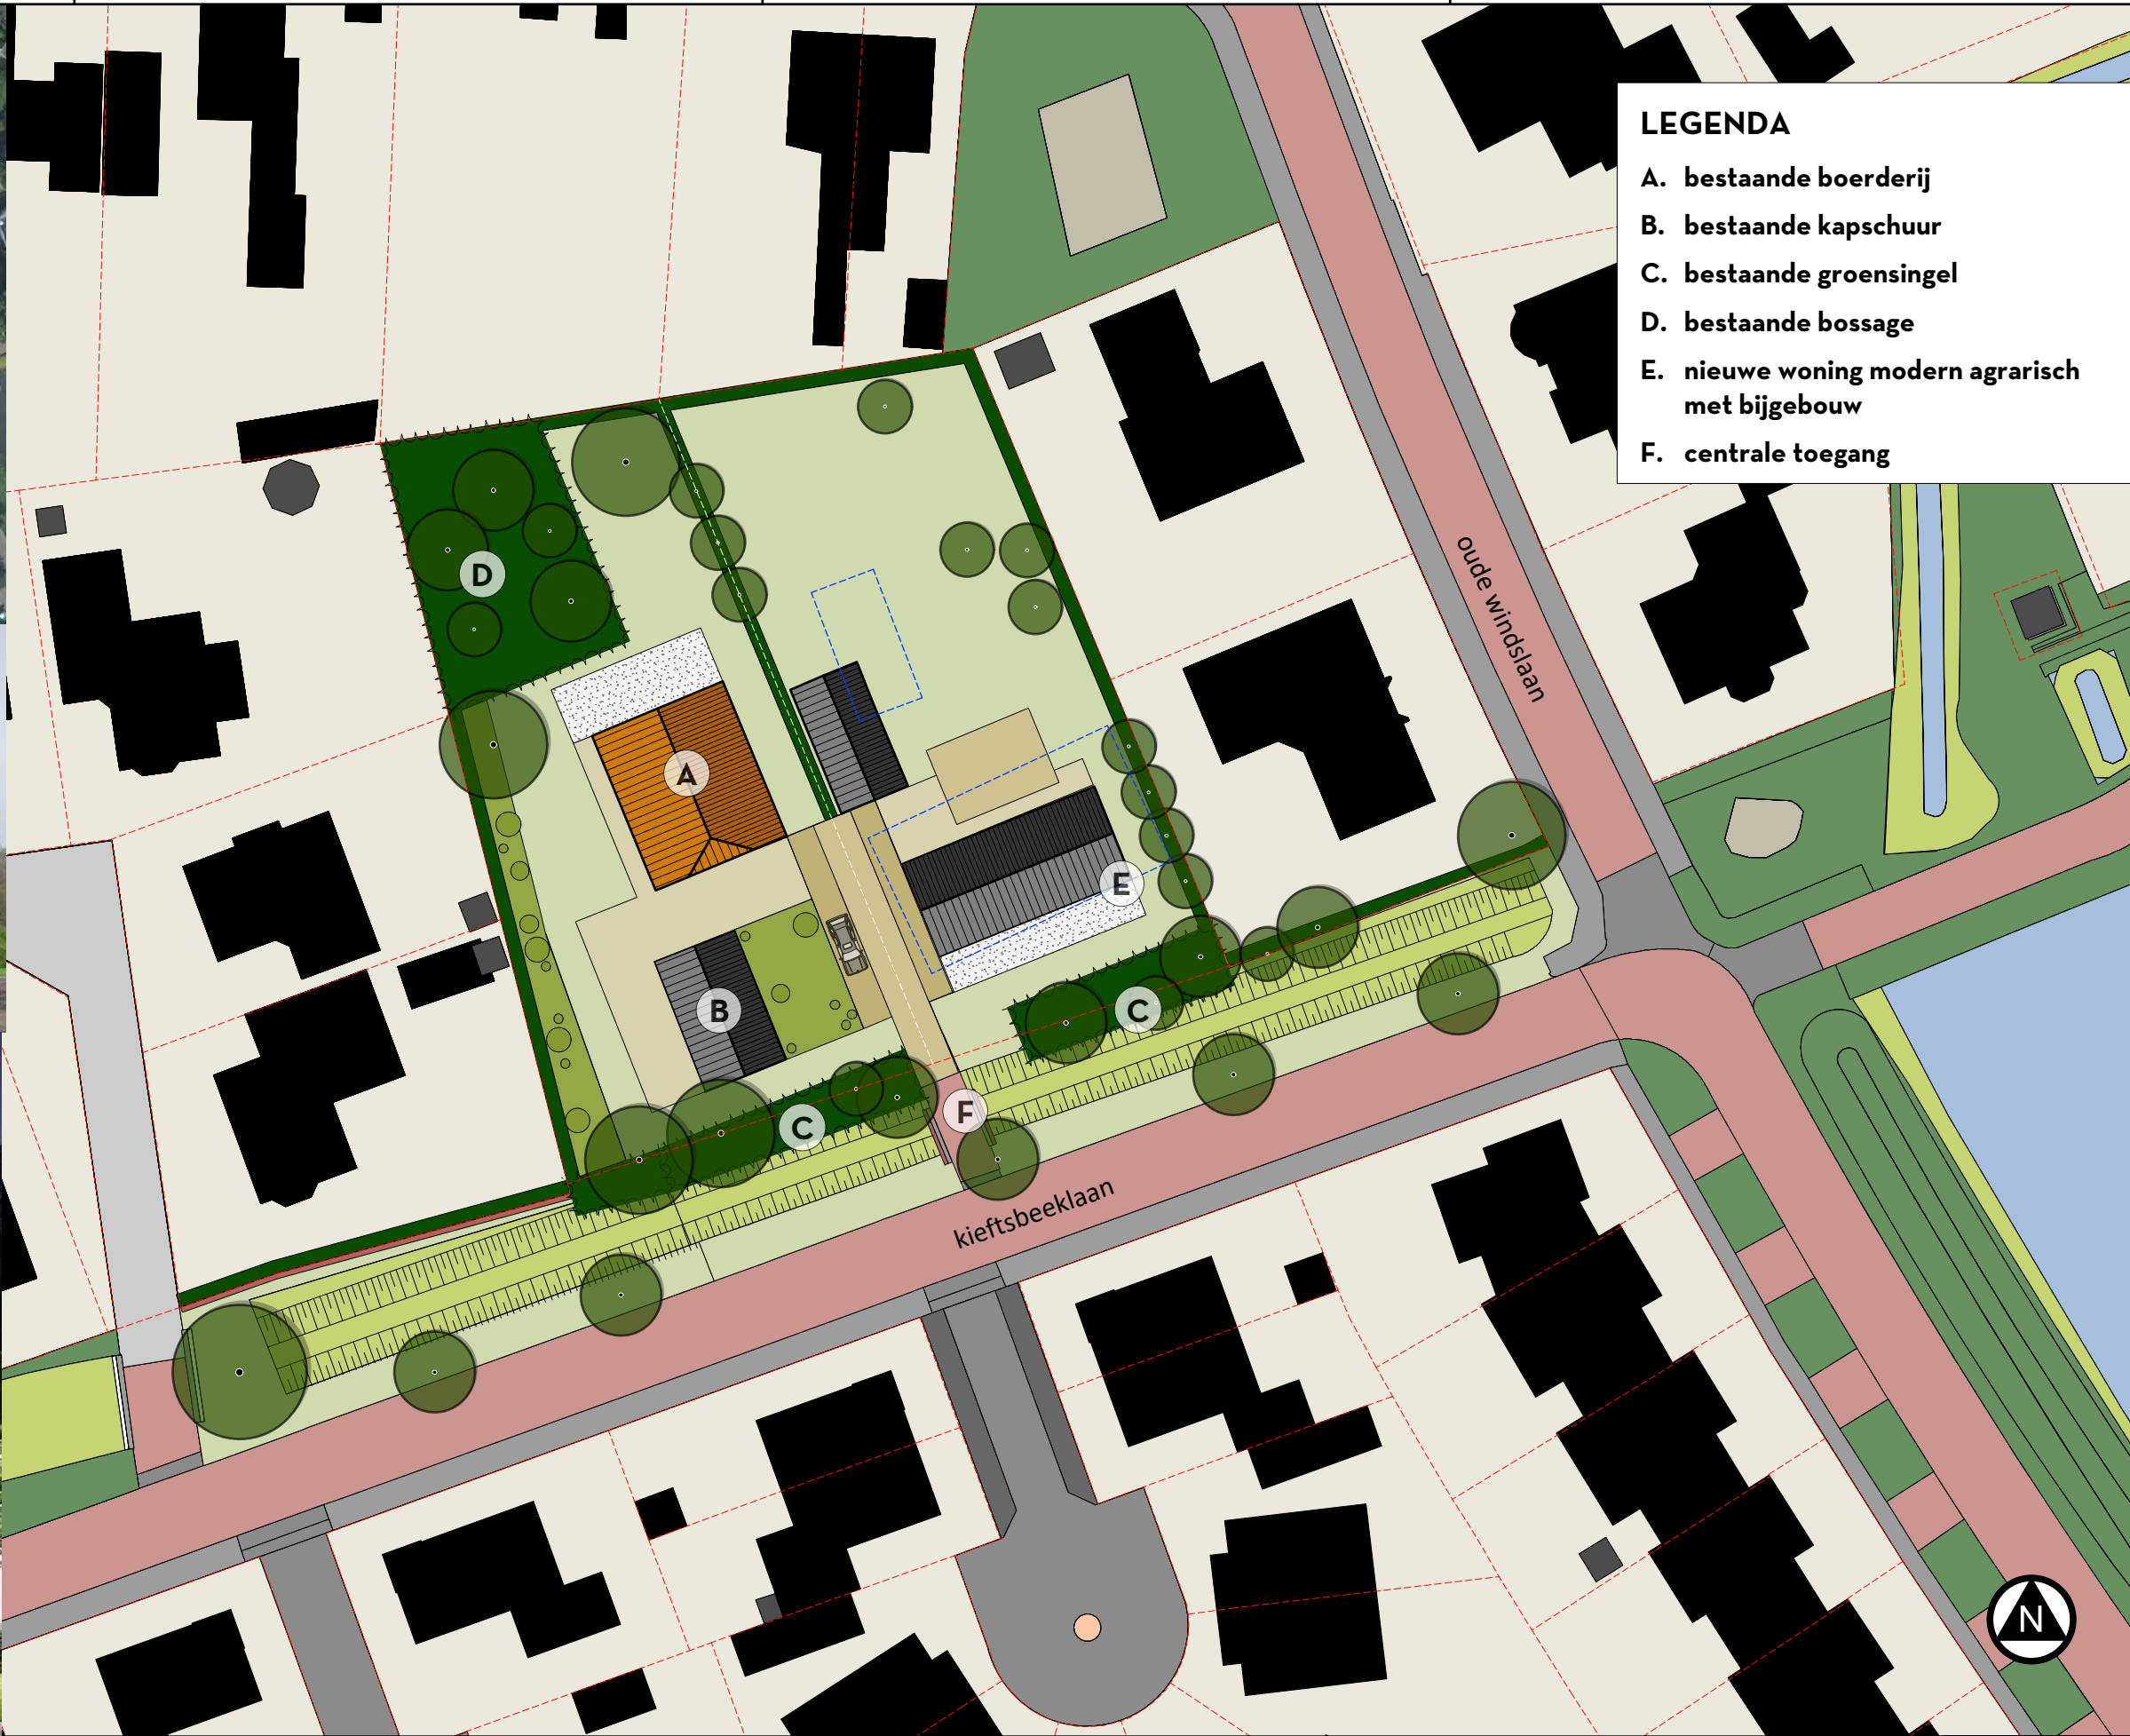 LEGENDA
A. bestaande boerderij
B. bestaande kapschuur
C. bestaande groensingel
D. bestaande bossage
E. nieuwe woning modern agrarisch
met bijgebouw
F. centrale toegang
oude windslaan
D
A
E
B
C
C
F
kieftsbeeklaan
N